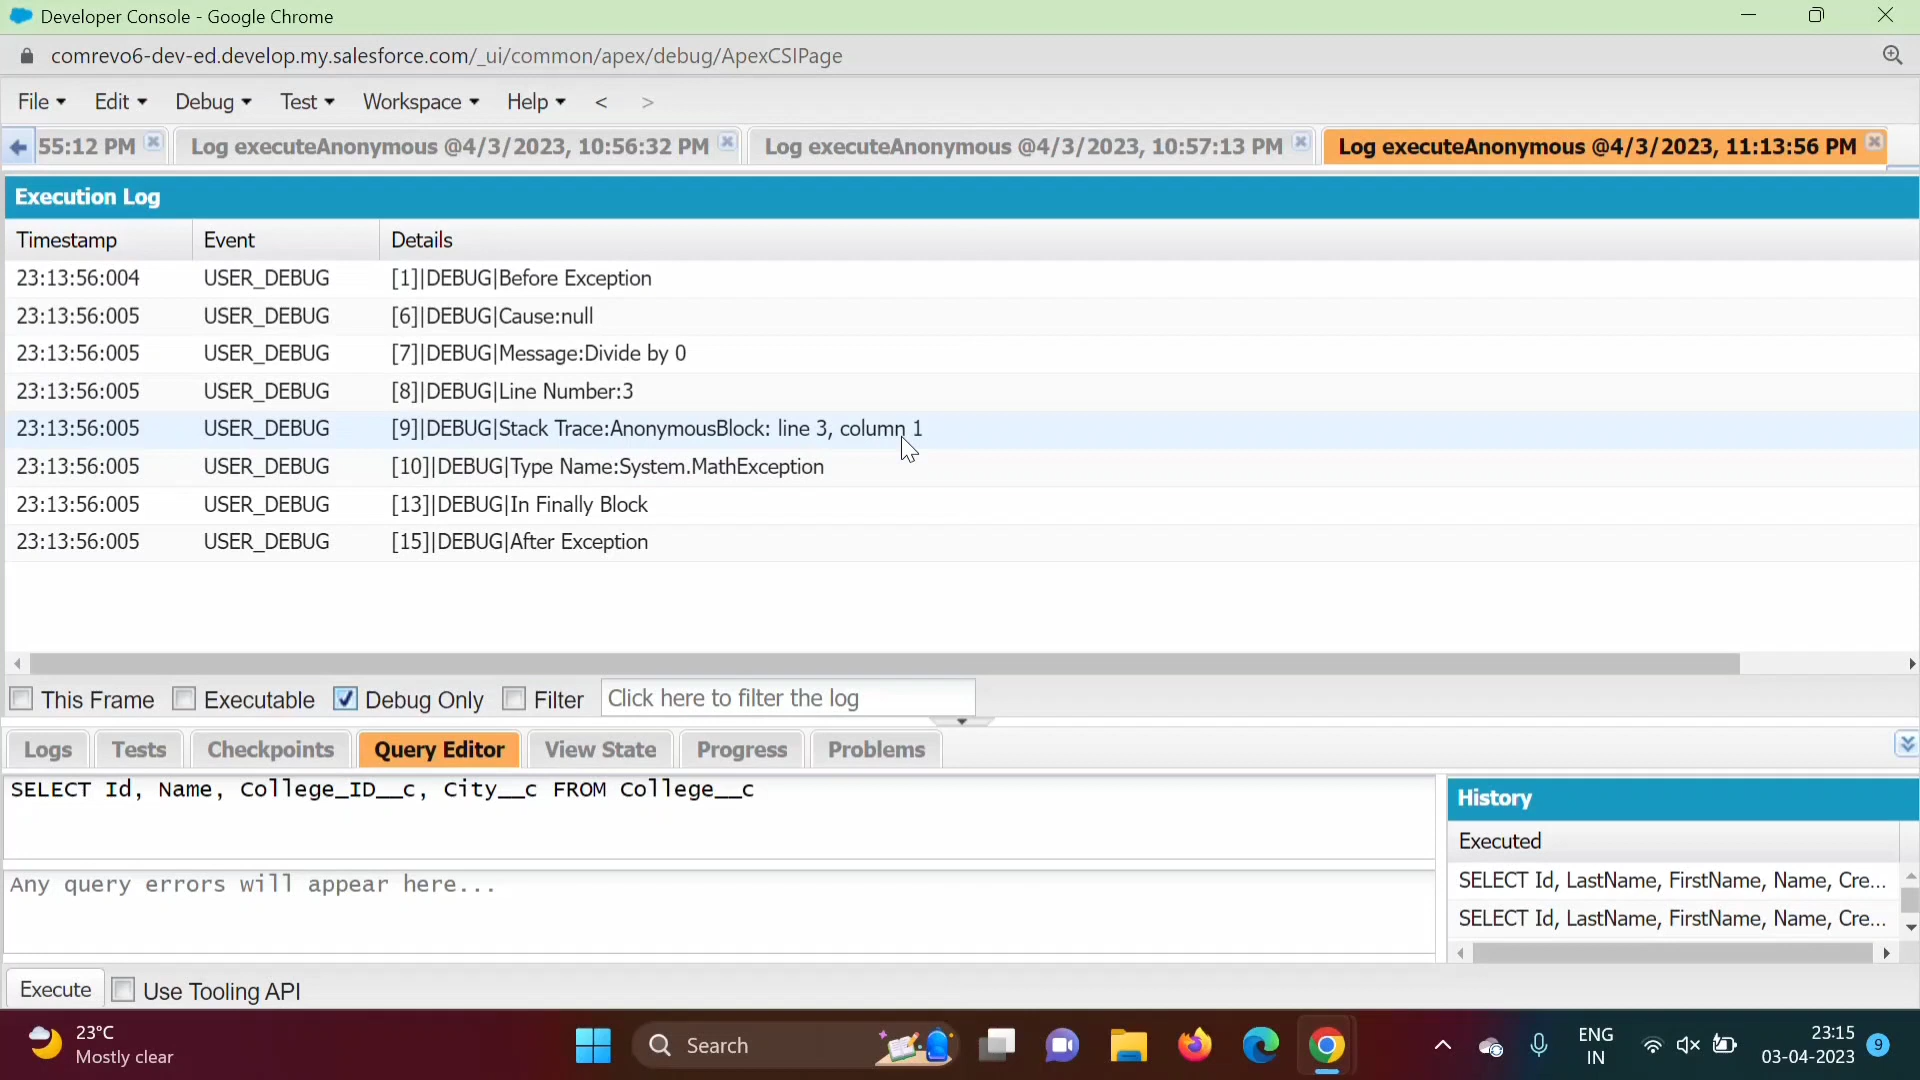 Developer Console - Google Chrome
comrevo6-dev-ed.develop.my.salesforce.com/_ui/common/apex/debug/ApexCSIPage
File Edit Debug Test Workspace Help < >
55:12 PM Log executeAnonymous @4/3/2023, 10:56:32 PM Log executeAnonymous @4/3/2023, 10:57:13 PM Log executeAnonymous @4/3/2023, 11:13:56 PM
Execution Log
Timestamp Event Details
23:13:56:004 USER_DEBUG [1]|DEBUG|Before Exception
23:13:56:005 USER_DEBUG [6]|DEBUG|Cause:null
23:13:56:005 USER_DEBUG [7]|DEBUG|Message:Divide by 0
23:13:56:005 USER_DEBUG [8]|DEBUG|Line Number:3
23:13:56:005 USER_DEBUG [9]|DEBUG|Stack Trace:AnonymousBlock: line 3, column 1
23:13:56:005 USER_DEBUG [10]|DEBUG|Type Name:System.MathException
23:13:56:005 USER_DEBUG [13]|DEBUG|In Finally Block
23:13:56:005 USER_DEBUG [15]|DEBUG|After Exception
This Frame Executable Debug Only Filter Click here to filter the log
Logs Tests Checkpoints Query Editor View State Progress Problems
SELECT Id, Name, College_ID__c, City__c FROM College__c
Any query errors will appear here...
History
Executed
SELECT Id, LastName, FirstName, Name, Cre...
SELECT Id, LastName, FirstName, Name, Cre...
Execute Use Tooling API
23°C
Mostly clear
Search
ENG
IN
23:15
03-04-2023
9